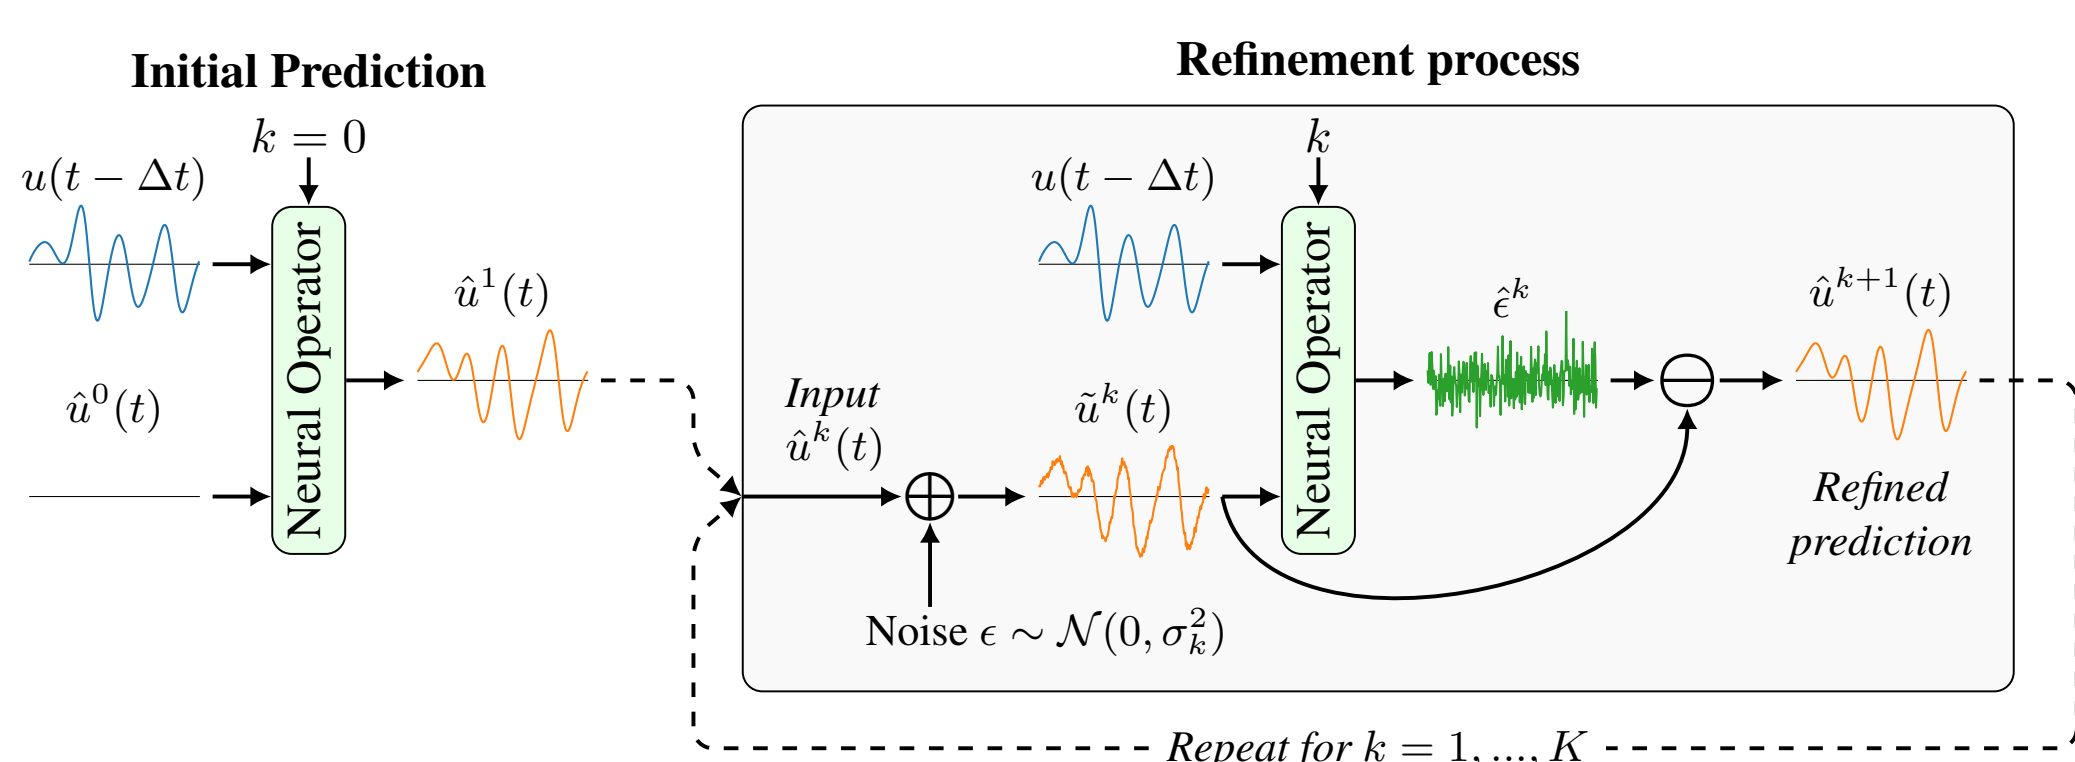 Initial Prediction
k = 0
u(t − Δt)
Neural Operator
û⁰(t)
û¹(t)
Refinement process
k
u(t − Δt)
Neural Operator
Input
ûᵏ(t)
ũᵏ(t)
Noise ϵ ∼ 𝒩(0, σₖ²)
ϵ̂ᵏ
ûᵏ⁺¹(t)
Refined
prediction
Repeat for k = 1, ..., K